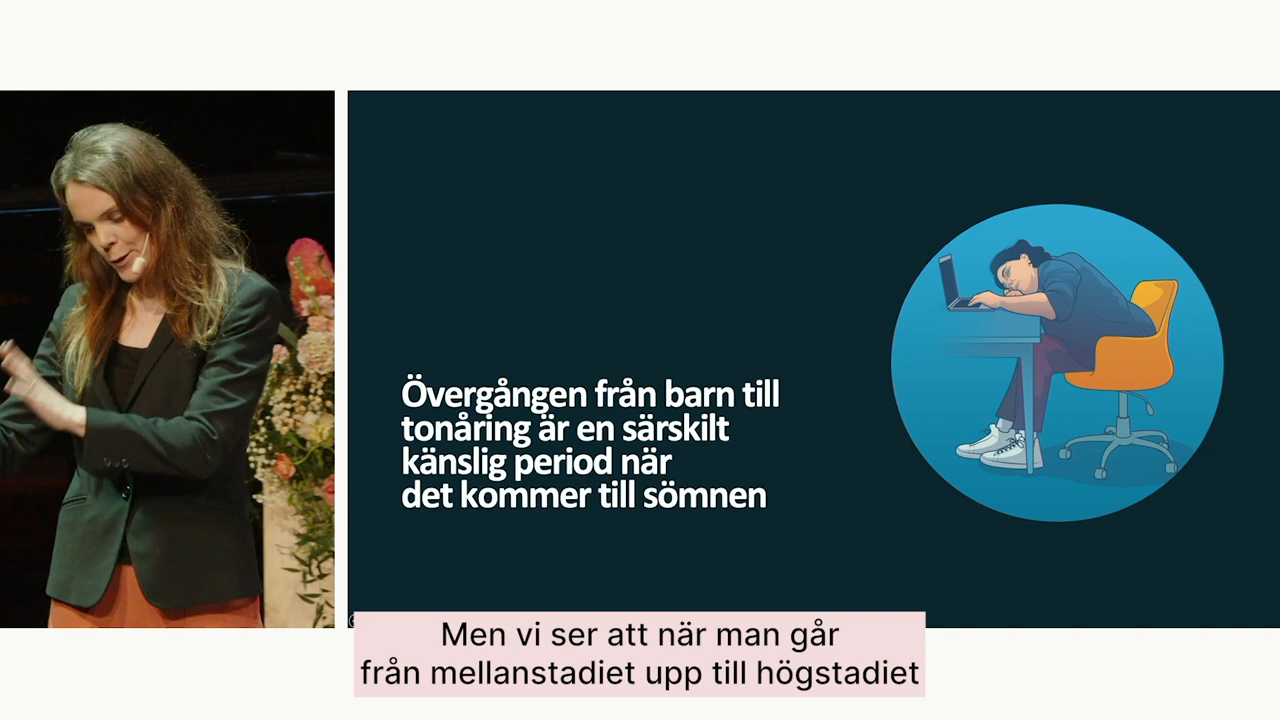 Övergången från barn till
tonåring är en särskilt
känslig period när
det kommer till sömnen
Men vi ser att när man går
från mellanstadiet upp till högstadiet